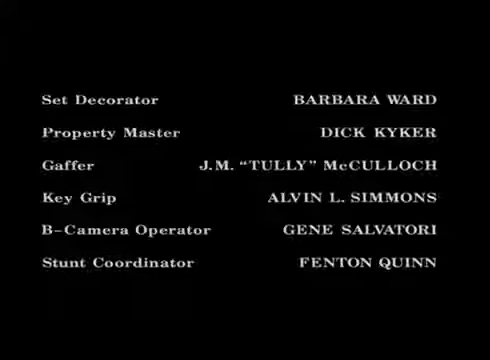 Set Decorator BARBARA WARD
Property Master DICK KYKER
Gaffer J.M. “TULLY” McCULLOCH
Key Grip ALVIN L. SIMMONS
B-Camera Operator GENE SALVATORI
Stunt Coordinator FENTON QUINN